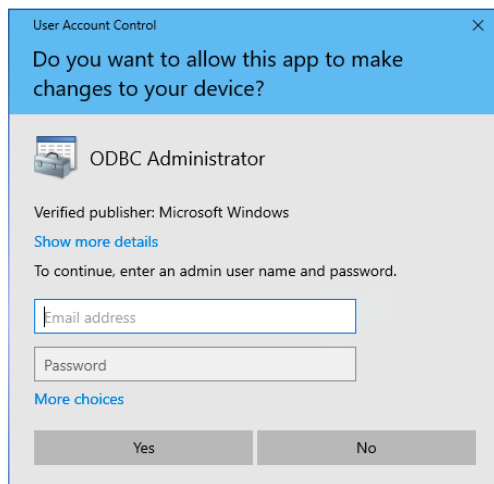 User Account Control
Do you want to allow this app to make
changes to your device?
ODBC Administrator
Verified publisher: Microsoft Windows
Show more details
To continue, enter an admin user name and password.
Email address
Password
More choices
Yes
No